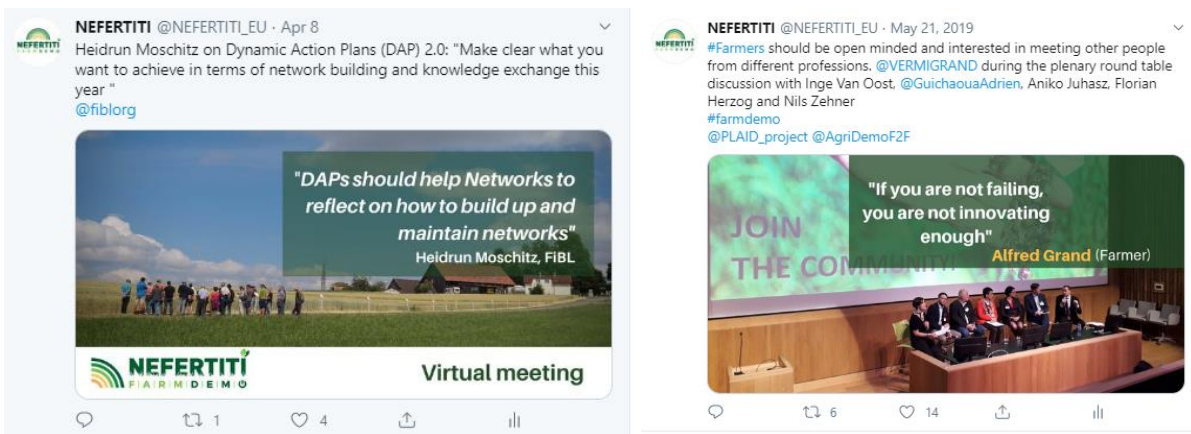 NEFERTITI @NEFERTITI_EU · Apr 8
Heidrun Moschitz on Dynamic Action Plans (DAP) 2.0: "Make clear what you
want to achieve in terms of network building and knowledge exchange this
year "
@fiblorg
"DAPs should help Networks to
reflect on how to build up and
maintain networks"
Heidrun Moschitz, FiBL
NEFERTITI
FARMDEMO
Virtual meeting
1
4
NEFERTITI @NEFERTITI_EU · May 21, 2019
#Farmers should be open minded and interested in meeting other people
from different professions. @VERMIGRAND during the plenary round table
discussion with Inge Van Oost, @GuichaouaAdrien, Aniko Juhasz, Florian
Herzog and Nils Zehner
#farmdemo
@PLAID_project @AgriDemoF2F
"If you are not failing,
you are not innovating
enough"
Alfred Grand (Farmer)
JOIN
THE COMMUNITY!
6
14